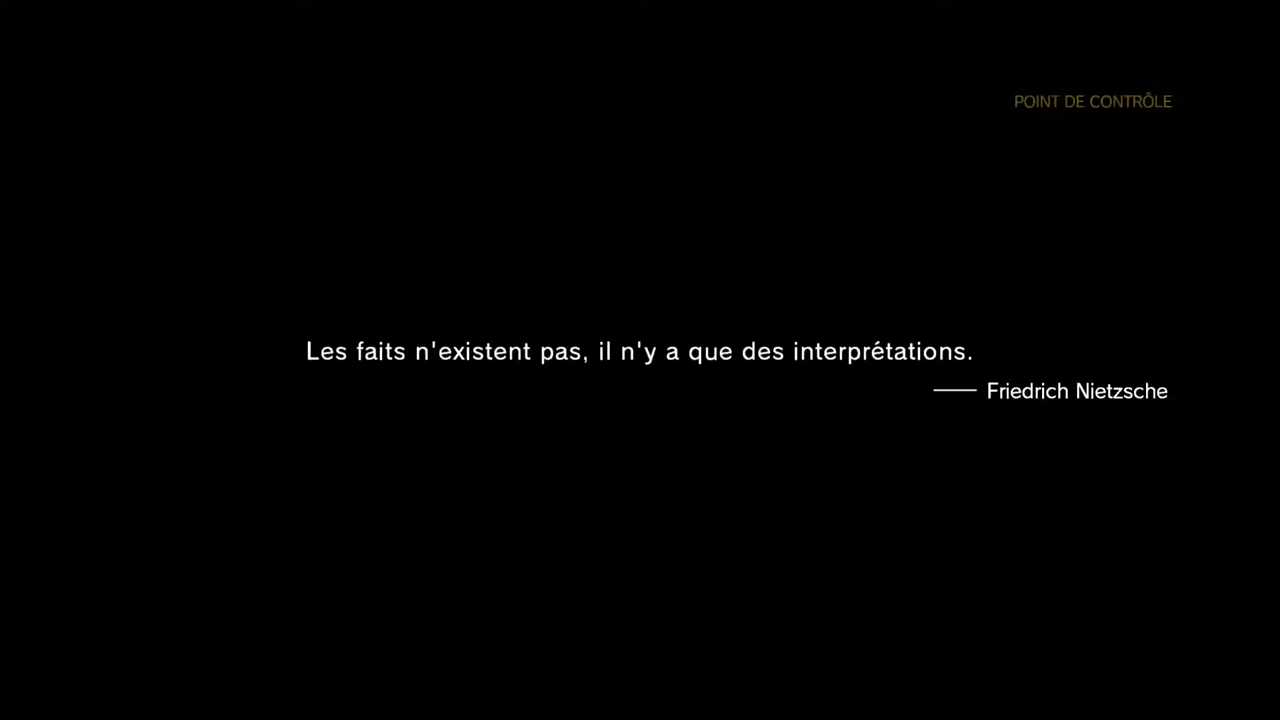 POINT DE CONTRÔLE
Les faits n'existent pas, il n'y a que des interprétations.
—— Friedrich Nietzsche